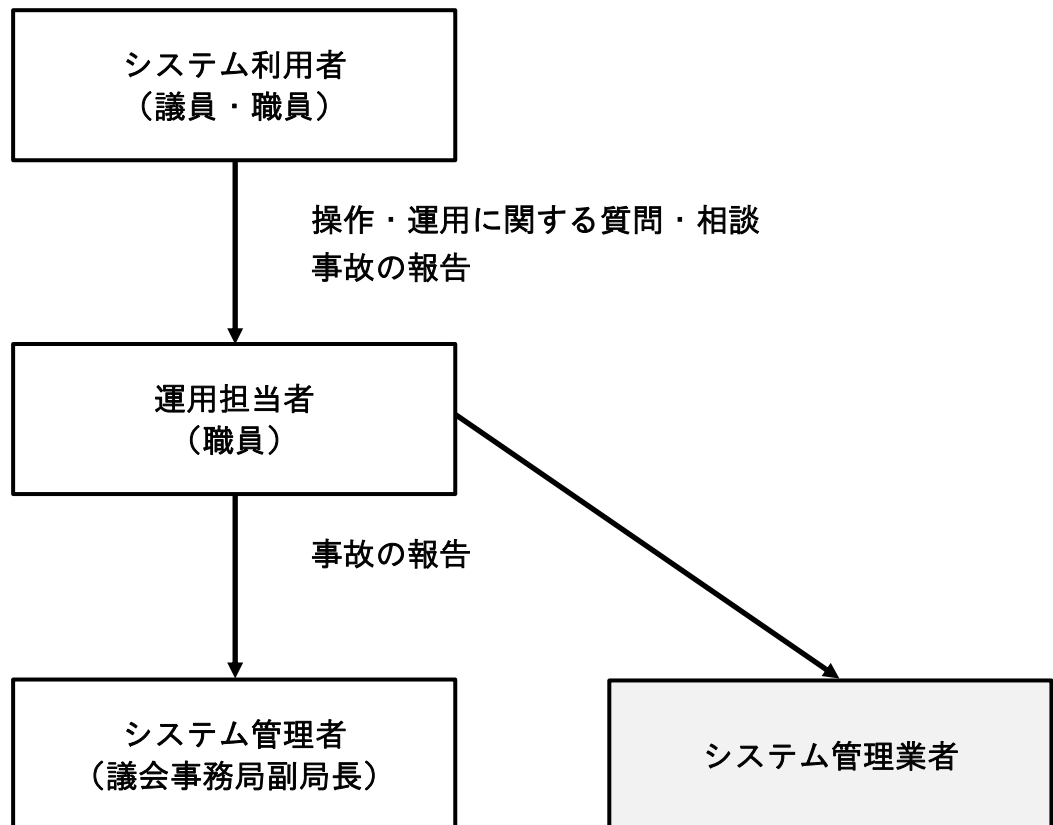 システム利用者
（議員・職員）
操作・運用に関する質問・相談
事故の報告
運用担当者
（職員）
事故の報告
システム管理者
（議会事務局副局長）
システム管理業者